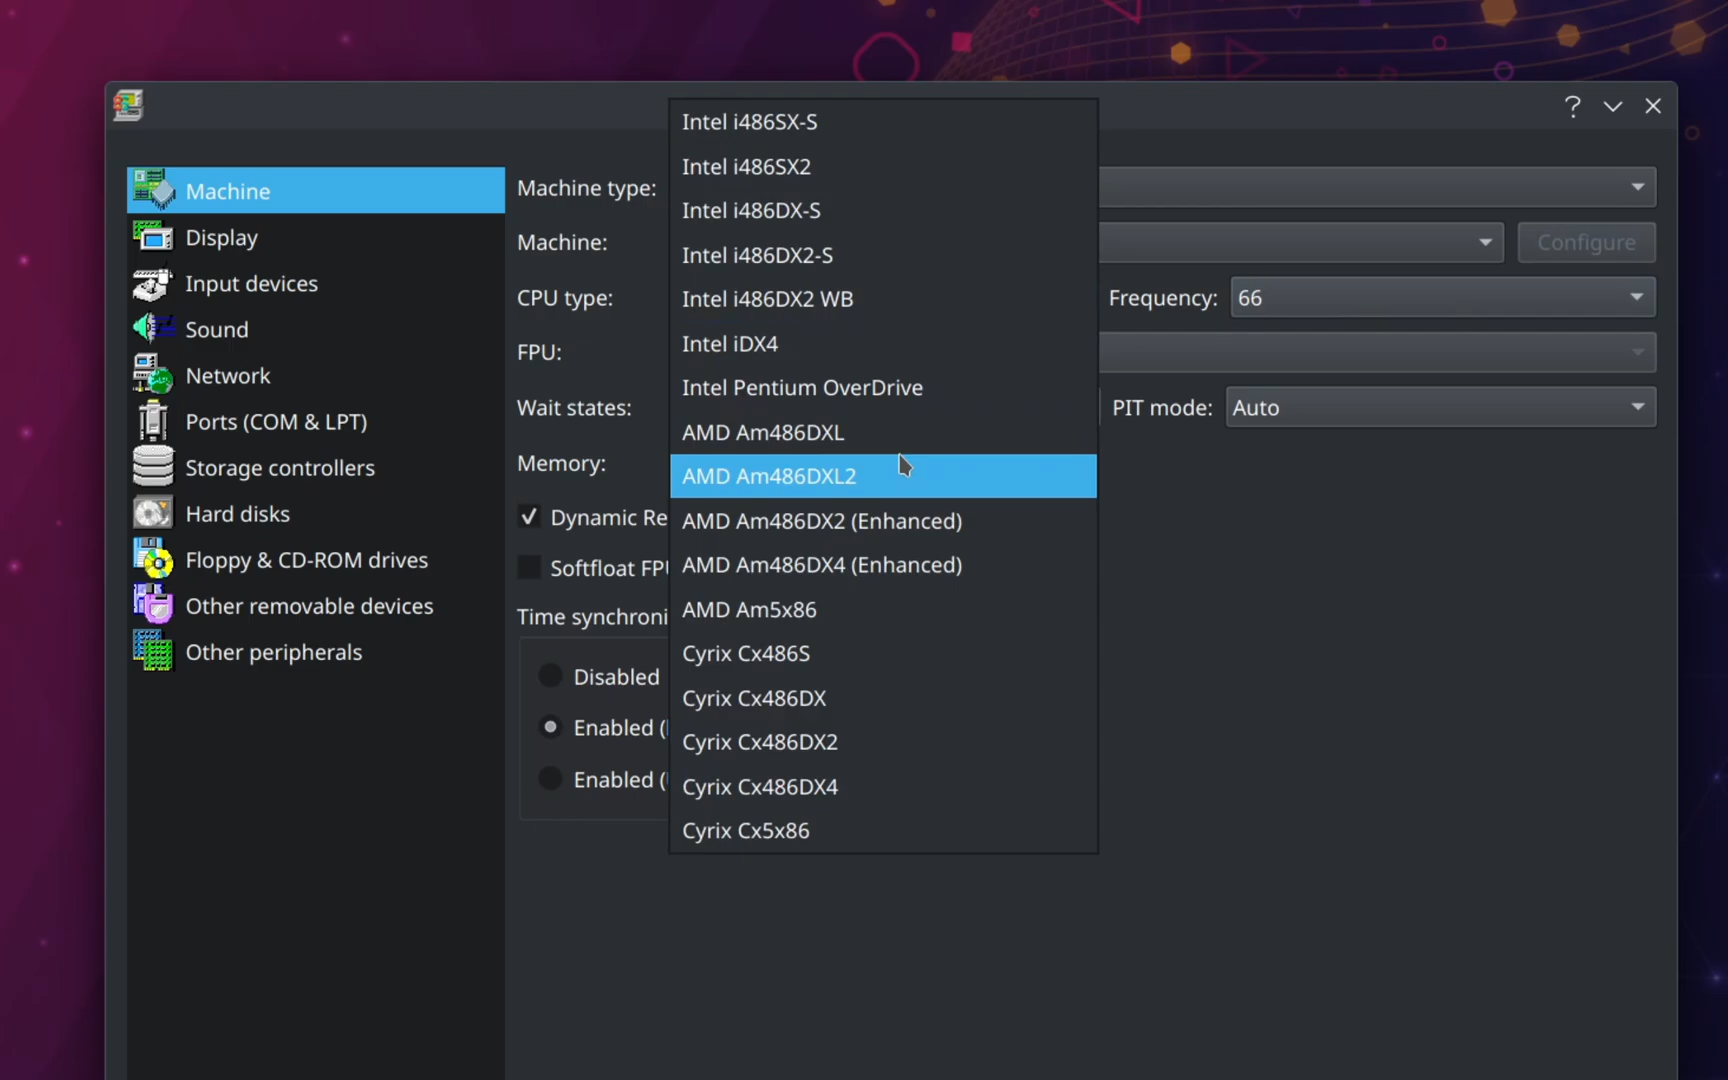 ?
Machine
Display
Input devices
Sound
Network
Ports (COM & LPT)
Storage controllers
Hard disks
Floppy & CD-ROM drives
Other removable devices
Other peripherals
Machine type:
Machine:
Configure
CPU type:
Frequency: 66
FPU:
Wait states:
PIT mode: Auto
Memory:
Dynamic Re
Softfloat FPU
Time synchroni
Disabled
Enabled (
Enabled (
Intel i486SX-S
Intel i486SX2
Intel i486DX-S
Intel i486DX2-S
Intel i486DX2 WB
Intel iDX4
Intel Pentium OverDrive
AMD Am486DXL
AMD Am486DXL2
AMD Am486DX2 (Enhanced)
AMD Am486DX4 (Enhanced)
AMD Am5x86
Cyrix Cx486S
Cyrix Cx486DX
Cyrix Cx486DX2
Cyrix Cx486DX4
Cyrix Cx5x86